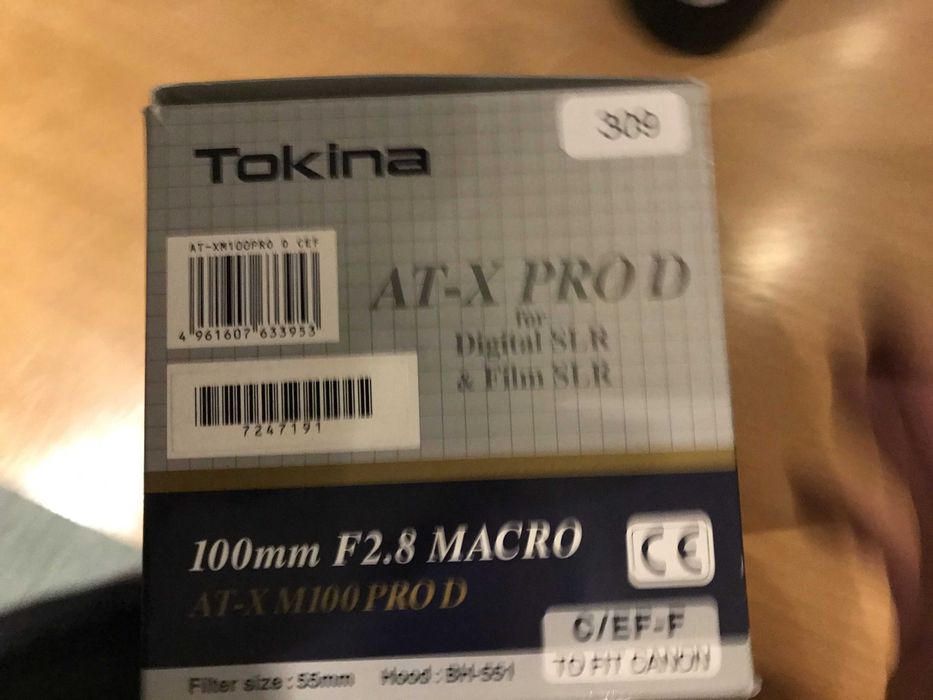 309
Tokina
AT-XM100PRO D CEF
4 961607 633953
AT-X PRO D
for
Digital SLR
& Film SLR
7247191
100mm F2.8 MACRO
AT-X M100 PRO D
CE
C/EF-F
TO FIT CANON
Filter size : 55mm Hood : BH-551